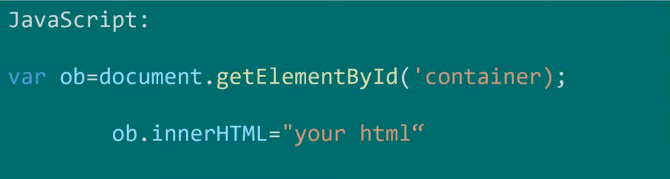 JavaScript:
var ob=document.getElementById('container);
ob.innerHTML="your html“